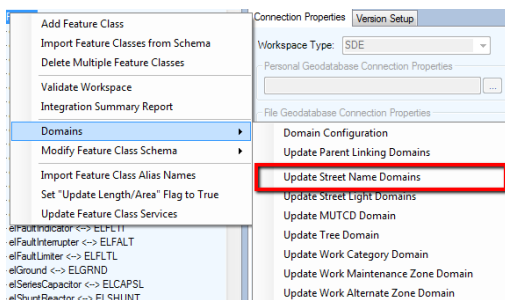 Add Feature Class
Import Feature Classes from Schema
Delete Multiple Feature Classes
Validate Workspace
Integration Summary Report
Domains
Modify Feature Class Schema
Import Feature Class Alias Names
Set "Update Length/Area" Flag to True
Update Feature Class Services
elFaultIndicator <--> ELFLTI
elFaultInterrupter <--> ELFALT
elFaultLimiter <--> ELFLTL
elGround <--> ELGRND
elSeriesCapacitor <--> ELCAPSL
elShuntReactor <--> ELSHUNT
Connection Properties
Version Setup
Workspace Type:
SDE
Personal Geodatabase Connection Properties
...
File Geodatabase Connection Properties
Domain Configuration
Update Parent Linking Domains
Update Street Name Domains
Update Street Light Domains
Update MUTCD Domain
Update Tree Domain
Update Work Category Domain
Update Work Maintenance Zone Domain
Update Work Alternate Zone Domain